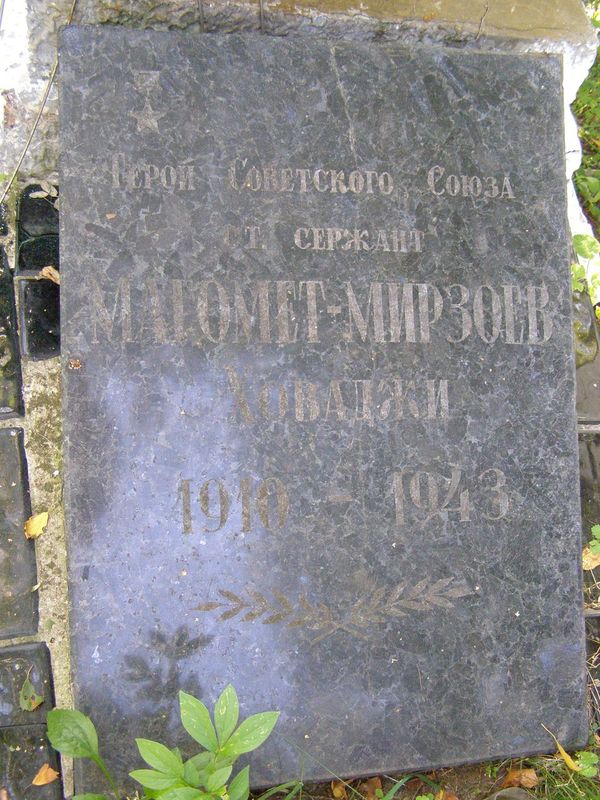 Герой Советского Союза
ст. сержант
МАГОМЕТ-МИРЗОЕВ
Ховаджи
1910 - 1943